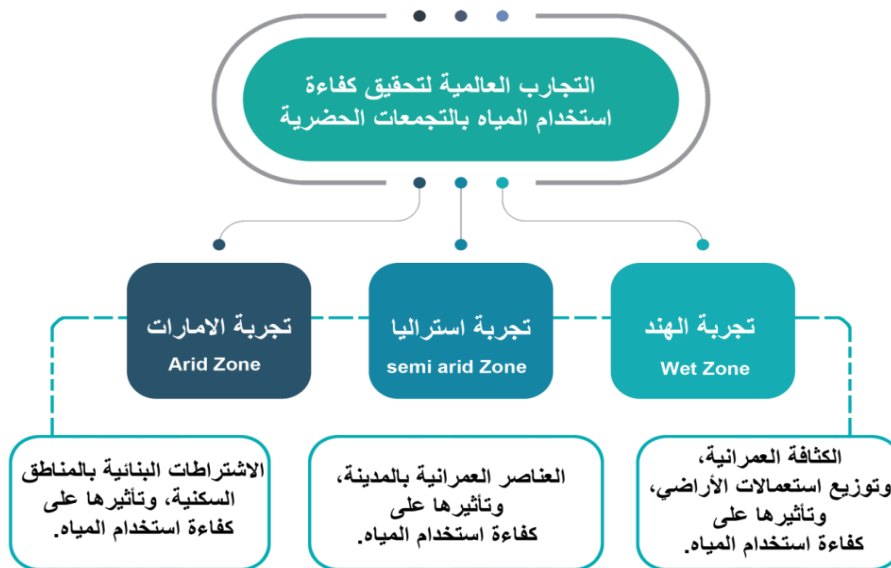 التجارب العالمية لتحقيق كفاءة
استخدام المياه بالتجمعات الحضرية
تجربة الهند
Wet Zone
تجربة استراليا
semi arid Zone
تجربة الامارات
Arid Zone
الكثافة العمرانية،
وتوزيع استعمالات الأراضي،
وتأثيرها على
كفاءة استخدام المياه.
العناصر العمرانية بالمدينة،
وتأثيرها على
كفاءة استخدام المياه.
الاشتراطات البنائية بالمناطق
السكنية، وتأثيرها على
كفاءة استخدام المياه.